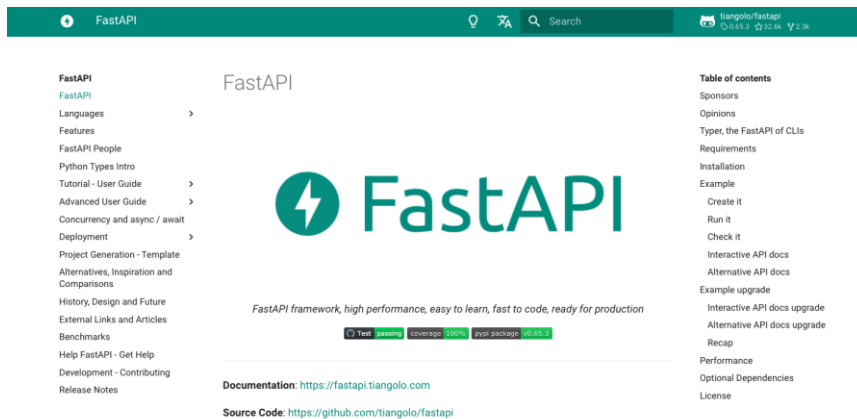 FastAPI
Search
tiangolo/fastapi
0.65.3 32.6k 2.3k
FastAPI
FastAPI
Languages
Features
FastAPI People
Python Types Intro
Tutorial - User Guide
Advanced User Guide
Concurrency and async / await
Deployment
Project Generation - Template
Alternatives, Inspiration and
Comparisons
History, Design and Future
External Links and Articles
Benchmarks
Help FastAPI - Get Help
Development - Contributing
Release Notes
FastAPI
FastAPI
FastAPI framework, high performance, easy to learn, fast to code, ready for production
Test passing coverage 100% pypi package v0.65.3
Documentation: https://fastapi.tiangolo.com
Source Code: https://github.com/tiangolo/fastapi
Table of contents
Sponsors
Opinions
Typer, the FastAPI of CLIs
Requirements
Installation
Example
Create it
Run it
Check it
Interactive API docs
Alternative API docs
Example upgrade
Interactive API docs upgrade
Alternative API docs upgrade
Recap
Performance
Optional Dependencies
License